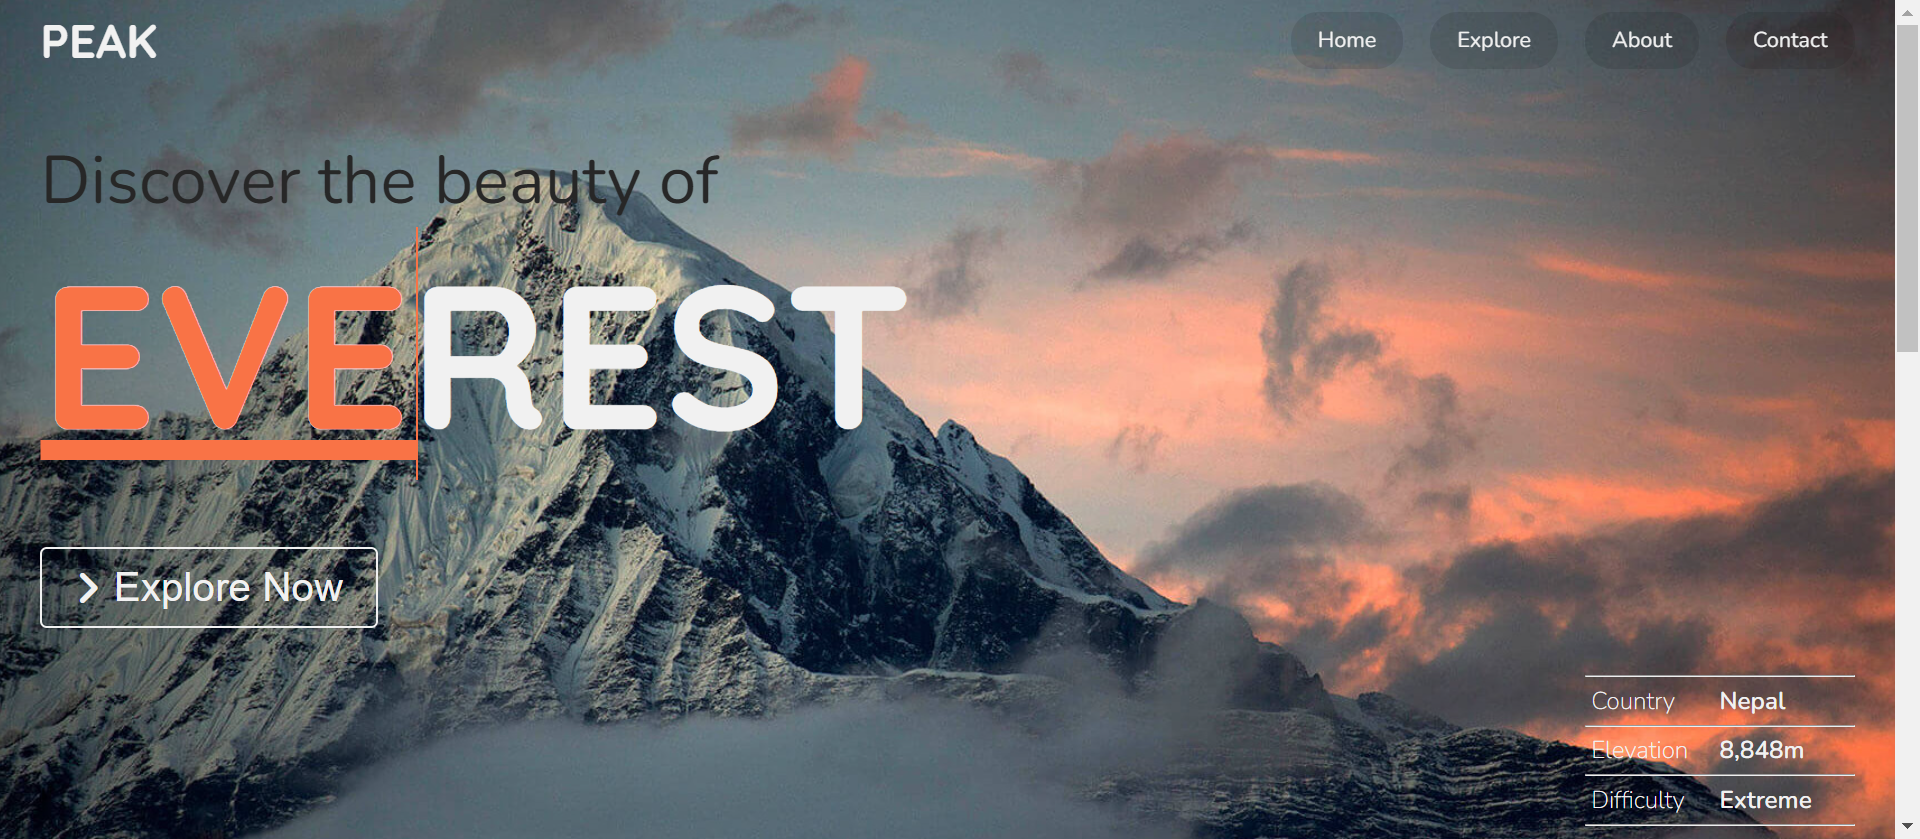 PEAK
Home Explore About Contact
Discover the beauty of
EVEREST
Explore Now
Country Nepal
Elevation 8,848m
Difficulty Extreme